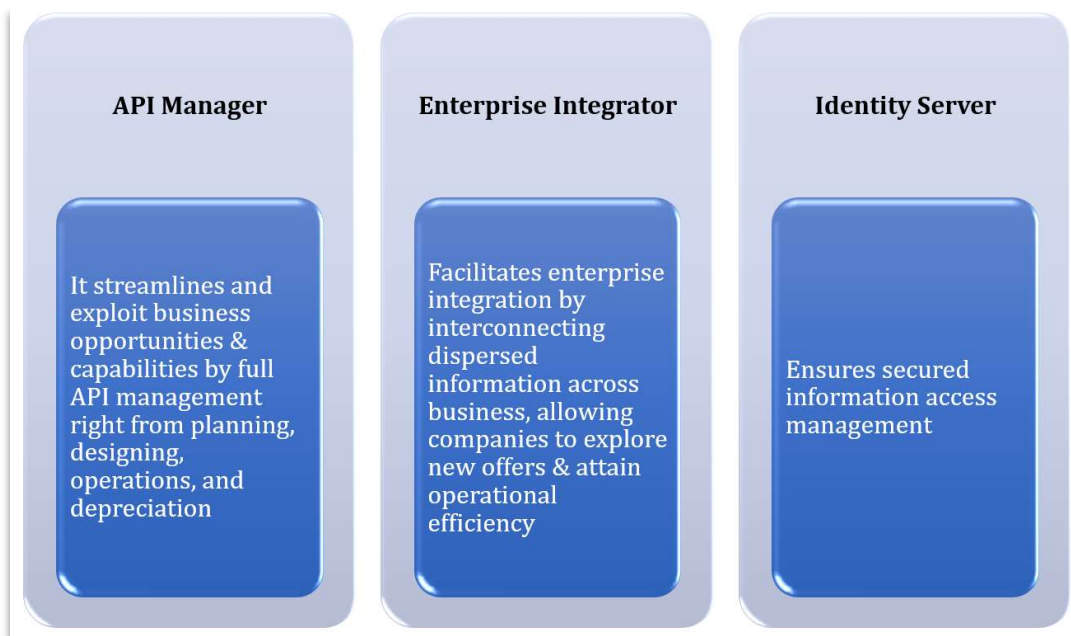 API Manager
It streamlines and
exploit business
opportunities &
capabilities by full
API management
right from planning,
designing,
operations, and
depreciation
Enterprise Integrator
Facilitates enterprise
integration by
interconnecting
dispersed
information across
business, allowing
companies to explore
new offers & attain
operational
efficiency
Identity Server
Ensures secured
information access
management